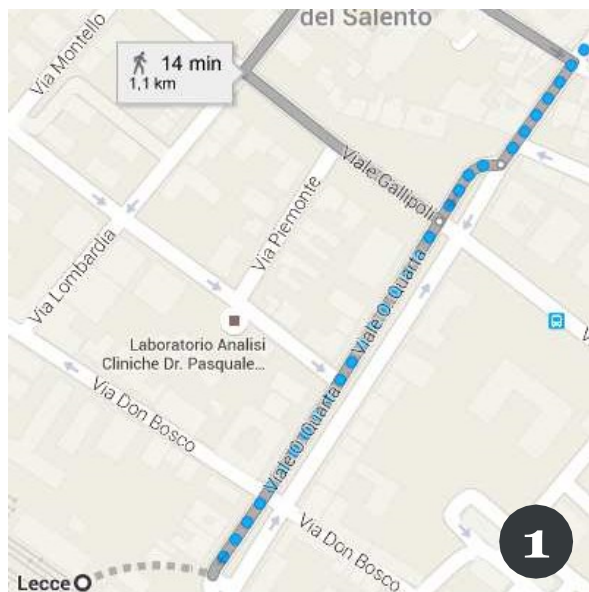 del Salento
Via Montello
14 min
1,1 km
Viale Gallipoli
Via Piemonte
Via Lombardia
Viale O. Quarta
Laboratorio Analisi
Cliniche Dr. Pasquale...
Viale O. Quarta
Via Don Bosco
Via Don Bosco
Lecce
1